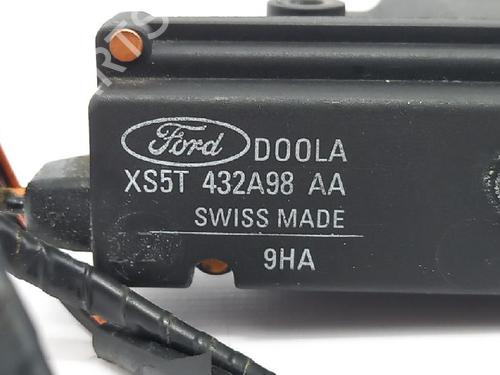 Ford DOOLA
XS5T 432A98 AA
SWISS MADE
9HA